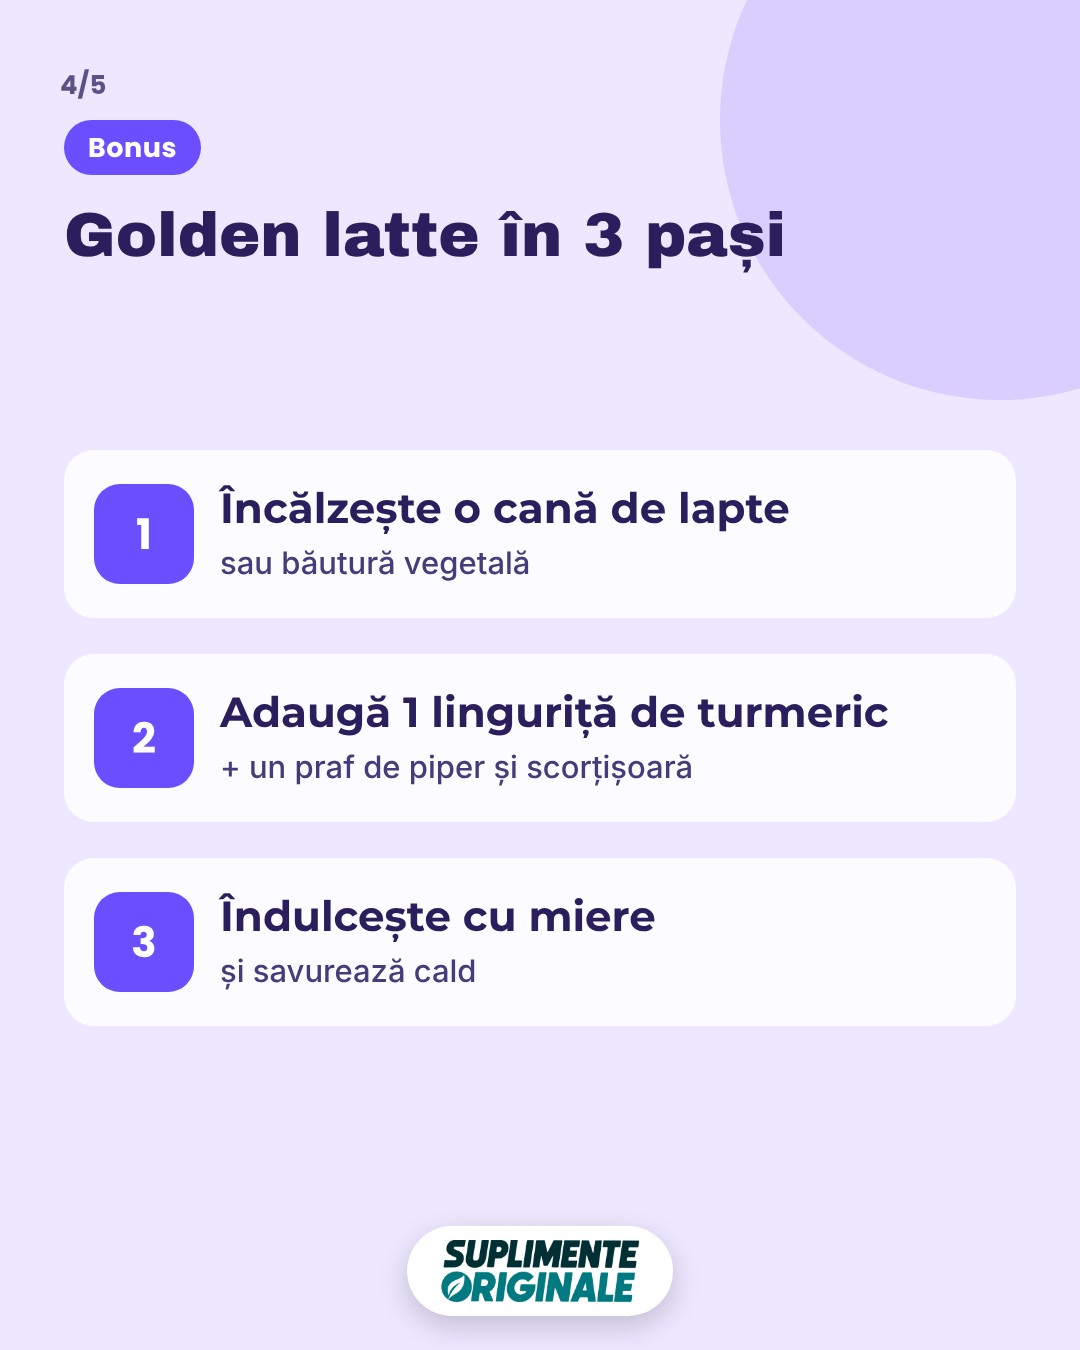 4/5
Bonus
Golden latte în 3 pași
1
Încălzește o cană de lapte
sau băutură vegetală
2
Adaugă 1 linguriță de turmeric
+ un praf de piper și scorțișoară
3
Îndulcește cu miere
și savurează cald
SUPLIMENTE
ORIGINALE